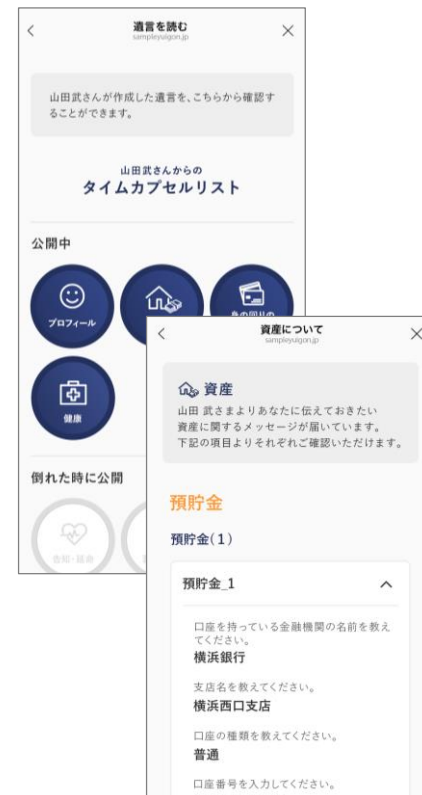 遺言を読む
sampleyuigon.jp
山田武さんが作成した遺言を、こちらから確認す
ることができます。
山田武さんからの
タイムカプセルリスト
公開中
プロフィール
健康
倒れた時に公開
告知・延命
資産について
sampleyuigon.jp
資産
山田 武さまよりあなたに伝えておきたい
資産に関するメッセージが届いています。
下記の項目よりそれぞれご確認いただけます。
預貯金
預貯金(1)
預貯金_1
口座を持っている金融機関の名前を教え
てください。
横浜銀行
支店名を教えてください。
横浜西口支店
口座の種類を教えてください。
普通
口座番号を入力してください。